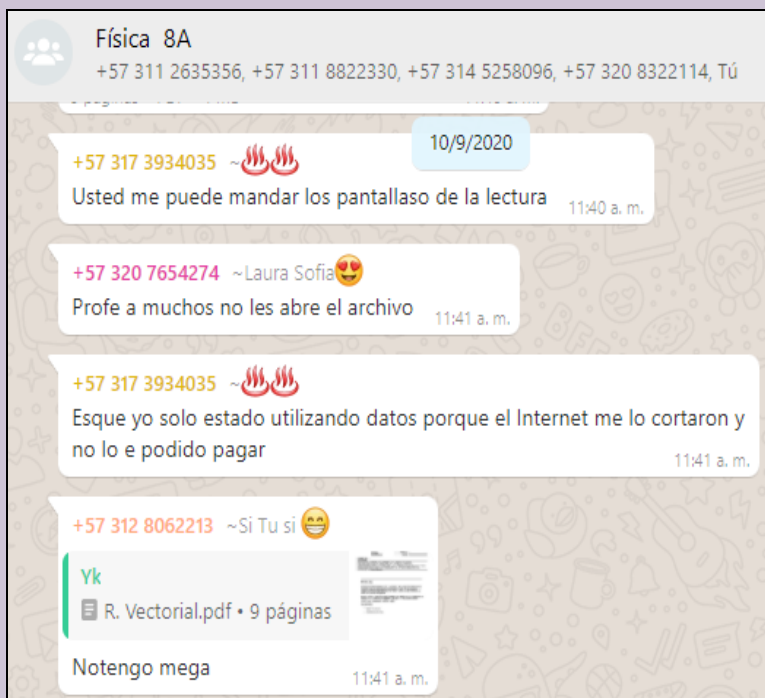 Física 8A
+57 311 2635356, +57 311 8822330, +57 314 5258096, +57 320 8322114, Tú
10/9/2020
+57 317 3934035 ~♨♨
Usted me puede mandar los pantallaso de la lectura 11:40 a. m.
+57 320 7654274 ~Laura Sofia😍
Profe a muchos no les abre el archivo 11:41 a. m.
+57 317 3934035 ~♨♨
Esque yo solo estado utilizando datos porque el Internet me lo cortaron y
no lo e podido pagar 11:41 a. m.
+57 312 8062213 ~Si Tu si 😁
Yk
R. Vectorial.pdf • 9 páginas
Notengo mega 11:41 a. m.